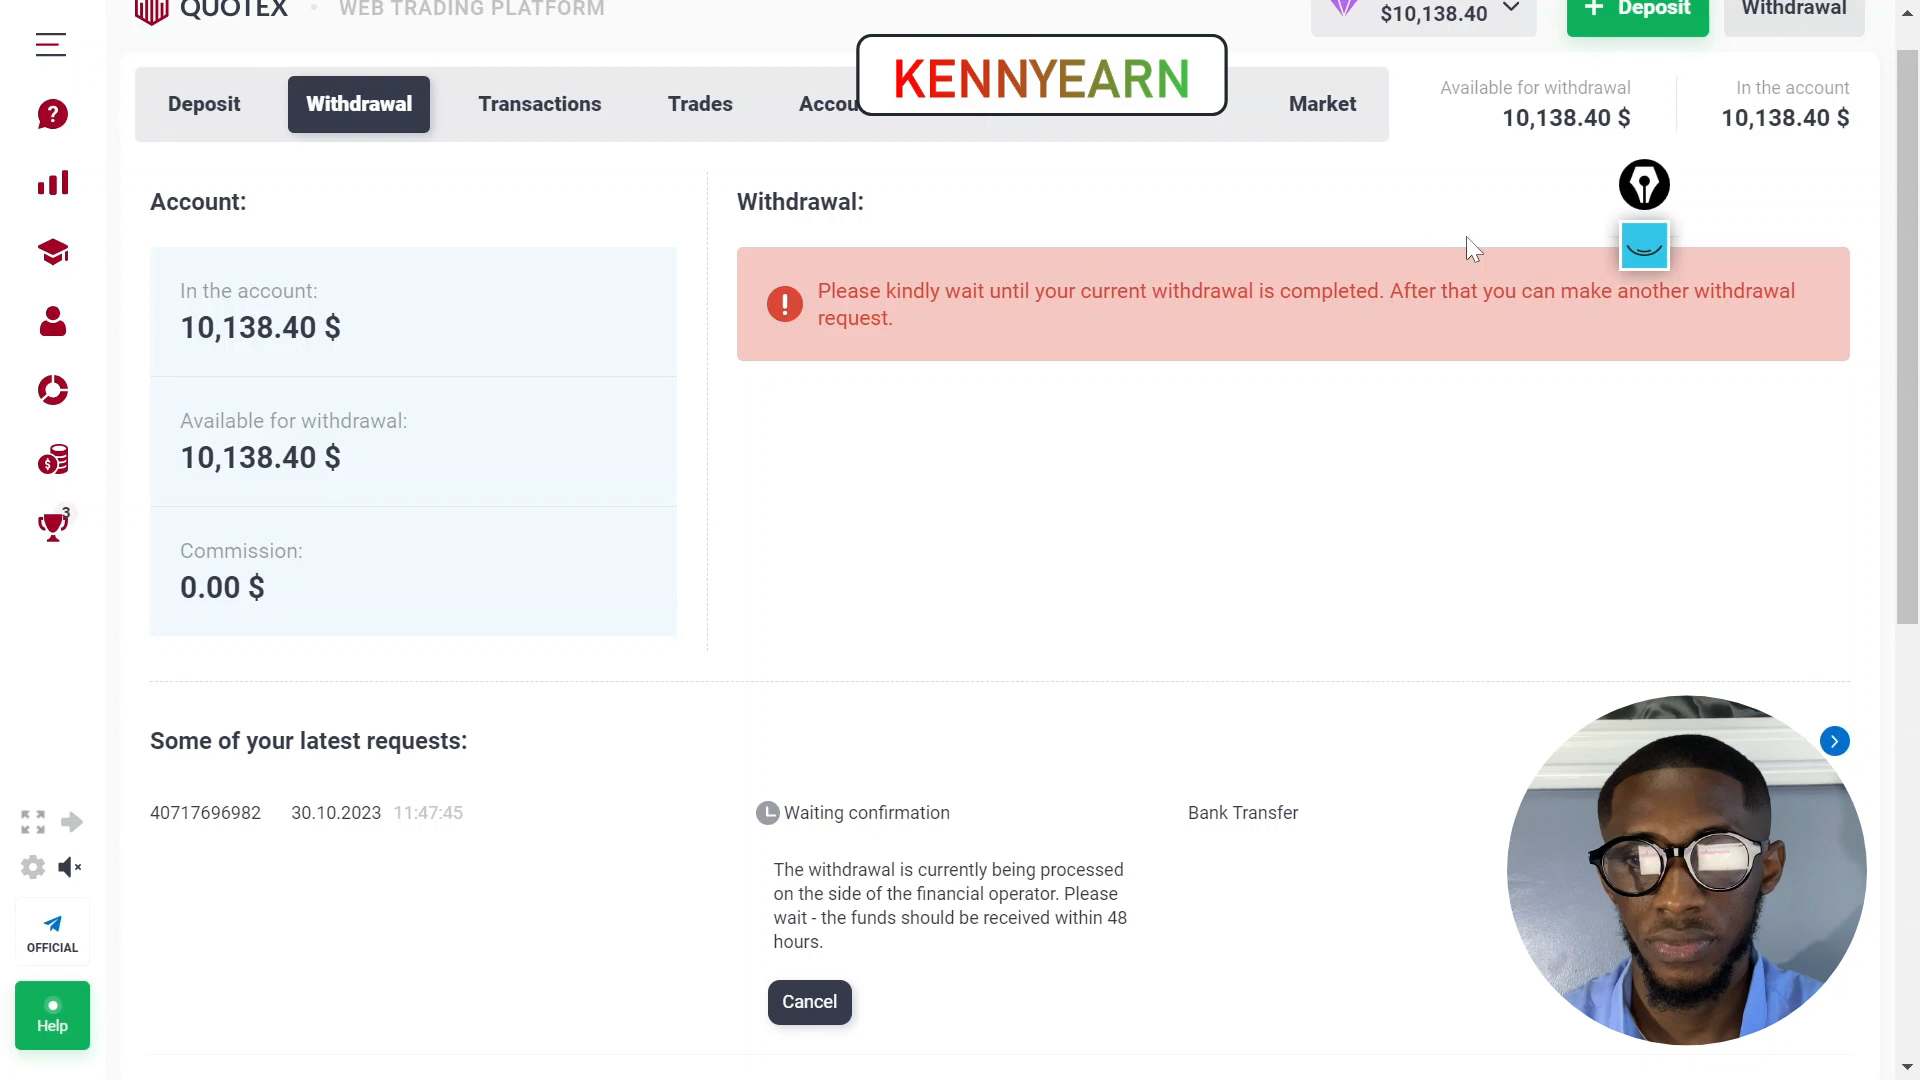 QUOTEX • WEB TRADING PLATFORM
$10,138.40
+ Deposit
Withdrawal
KENNYEARN
Deposit
Withdrawal
Transactions
Trades
Accou
Market
Available for withdrawal
10,138.40 $
In the account
10,138.40 $
Account:
In the account:
10,138.40 $
Available for withdrawal:
10,138.40 $
Commission:
0.00 $
Withdrawal:
Please kindly wait until your current withdrawal is completed. After that you can make another withdrawal
request.
3
Some of your latest requests:
40717696982 30.10.2023 11:47:45
Waiting confirmation
Bank Transfer
The withdrawal is currently being processed
on the side of the financial operator. Please
wait - the funds should be received within 48
hours.
Cancel
OFFICIAL
Help